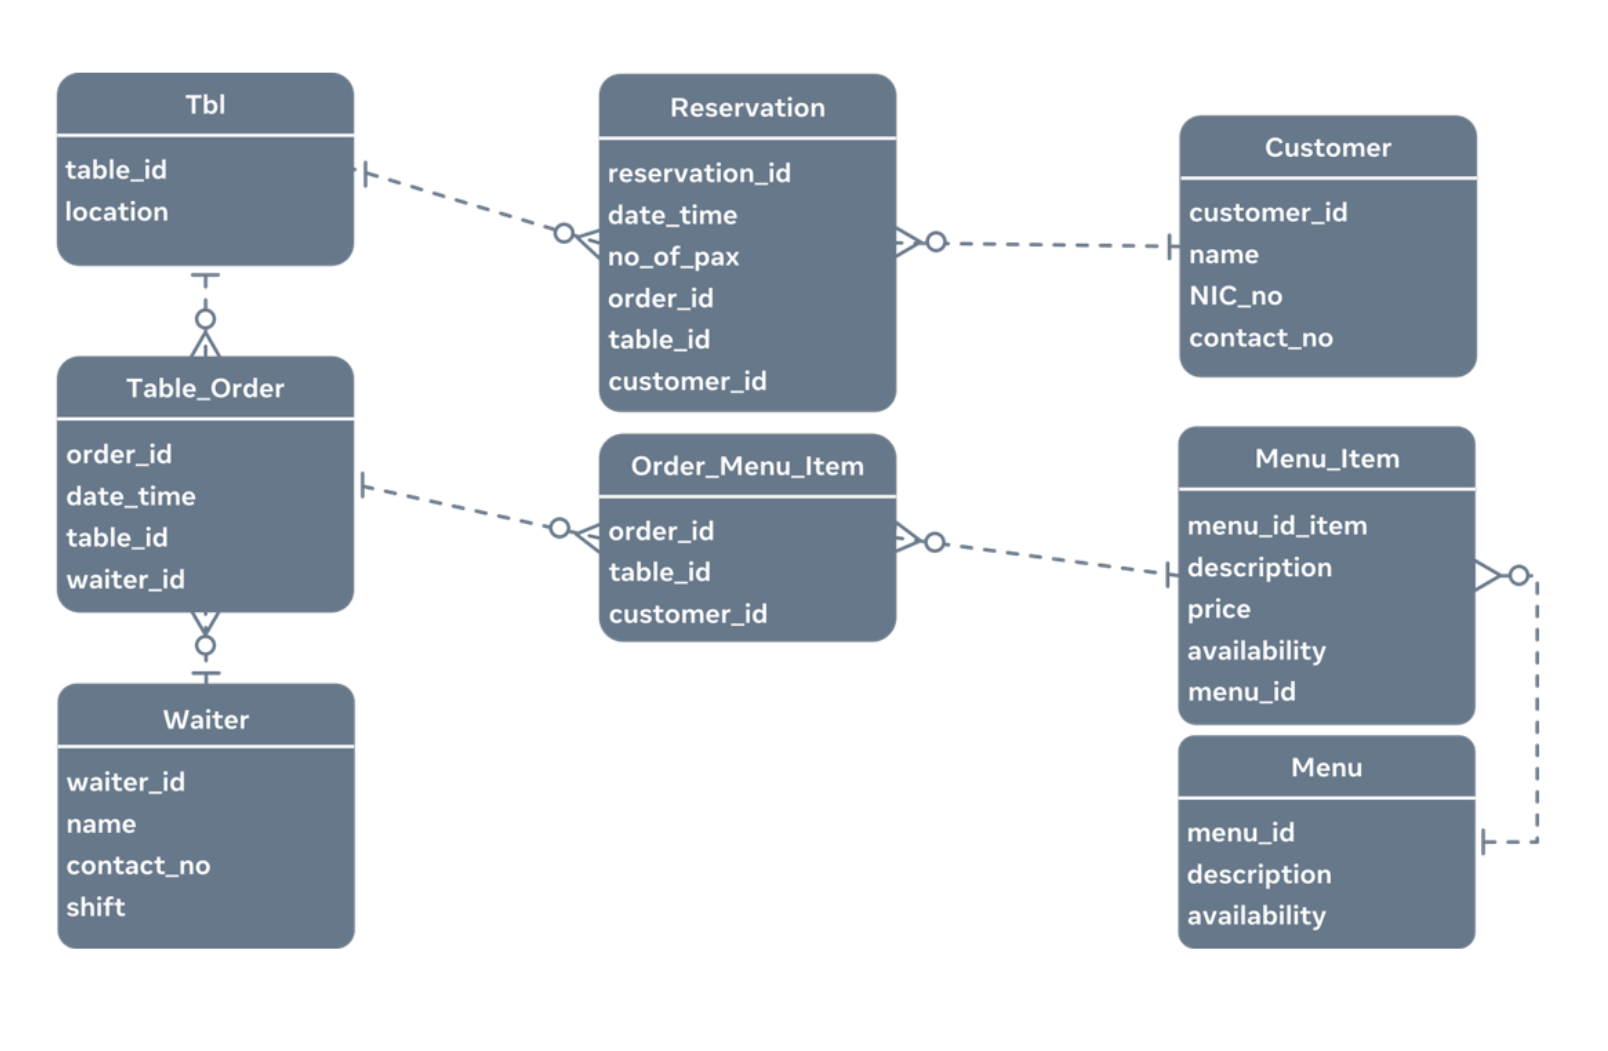 Tbl
table_id
location
Reservation
reservation_id
date_time
no_of_pax
order_id
table_id
customer_id
Customer
customer_id
name
NIC_no
contact_no
Table_Order
order_id
date_time
table_id
waiter_id
Order_Menu_Item
order_id
table_id
customer_id
Menu_Item
menu_id_item
description
price
availability
menu_id
Waiter
waiter_id
name
contact_no
shift
Menu
menu_id
description
availability